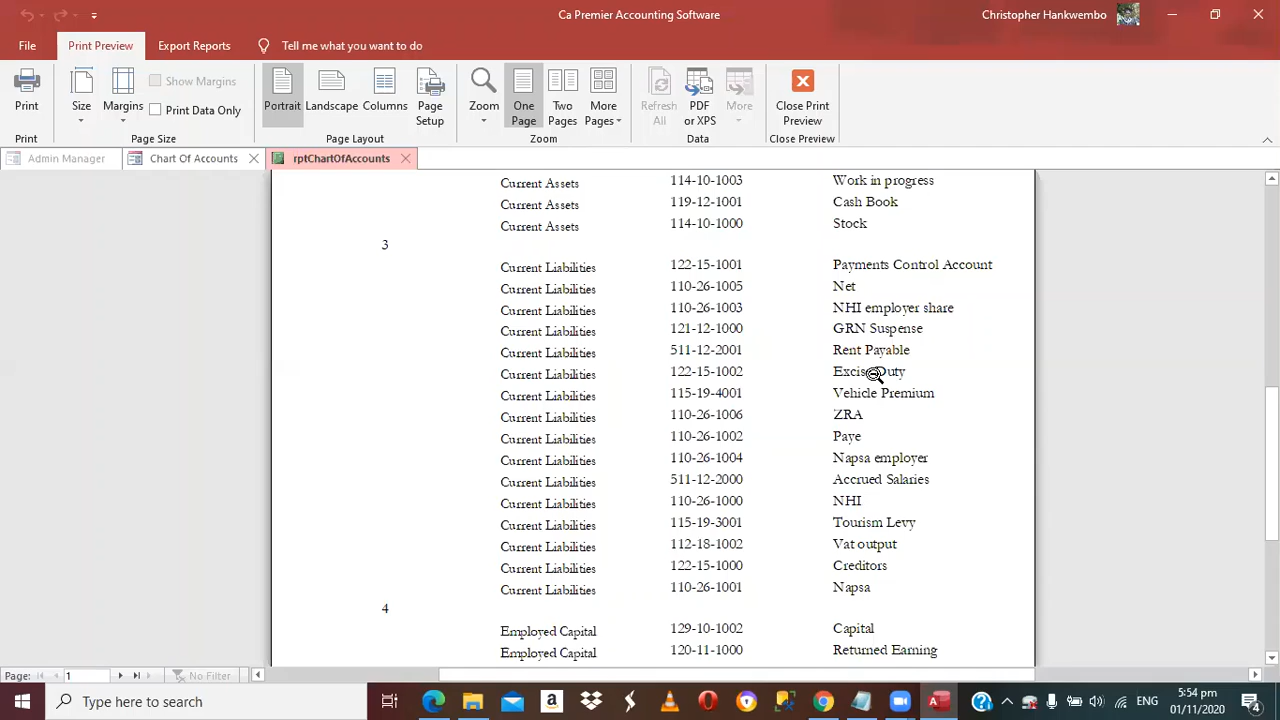 Ca Premier Accounting Software
Christopher Hankwembo
File
Print Preview
Export Reports
Tell me what you want to do
Print
Size
Margins
Show Margins
Print Data Only
Portrait
Landscape
Columns
Page Setup
Zoom
One Page
Two Pages
More Pages
Refresh All
PDF or XPS
More
Close Print Preview
Print
Page Size
Page Layout
Zoom
Data
Close Preview
Admin Manager
Chart Of Accounts
rptChartOfAccounts
Current Assets 114-10-1003 Work in progress
Current Assets 119-12-1001 Cash Book
Current Assets 114-10-1000 Stock
3
Current Liabilities 122-15-1001 Payments Control Account
Current Liabilities 110-26-1005 Net
Current Liabilities 110-26-1003 NHI employer share
Current Liabilities 121-12-1000 GRN Suspense
Current Liabilities 511-12-2001 Rent Payable
Current Liabilities 122-15-1002 Excise Duty
Current Liabilities 115-19-4001 Vehicle Premium
Current Liabilities 110-26-1006 ZRA
Current Liabilities 110-26-1002 Paye
Current Liabilities 110-26-1004 Napsa employer
Current Liabilities 511-12-2000 Accrued Salaries
Current Liabilities 110-26-1000 NHI
Current Liabilities 115-19-3001 Tourism Levy
Current Liabilities 112-18-1002 Vat output
Current Liabilities 122-15-1000 Creditors
Current Liabilities 110-26-1001 Napsa
4
Employed Capital 129-10-1002 Capital
Employed Capital 120-11-1000 Returned Earning
Page: 1
No Filter
Type here to search
ENG
5:54 pm
01/11/2020
4